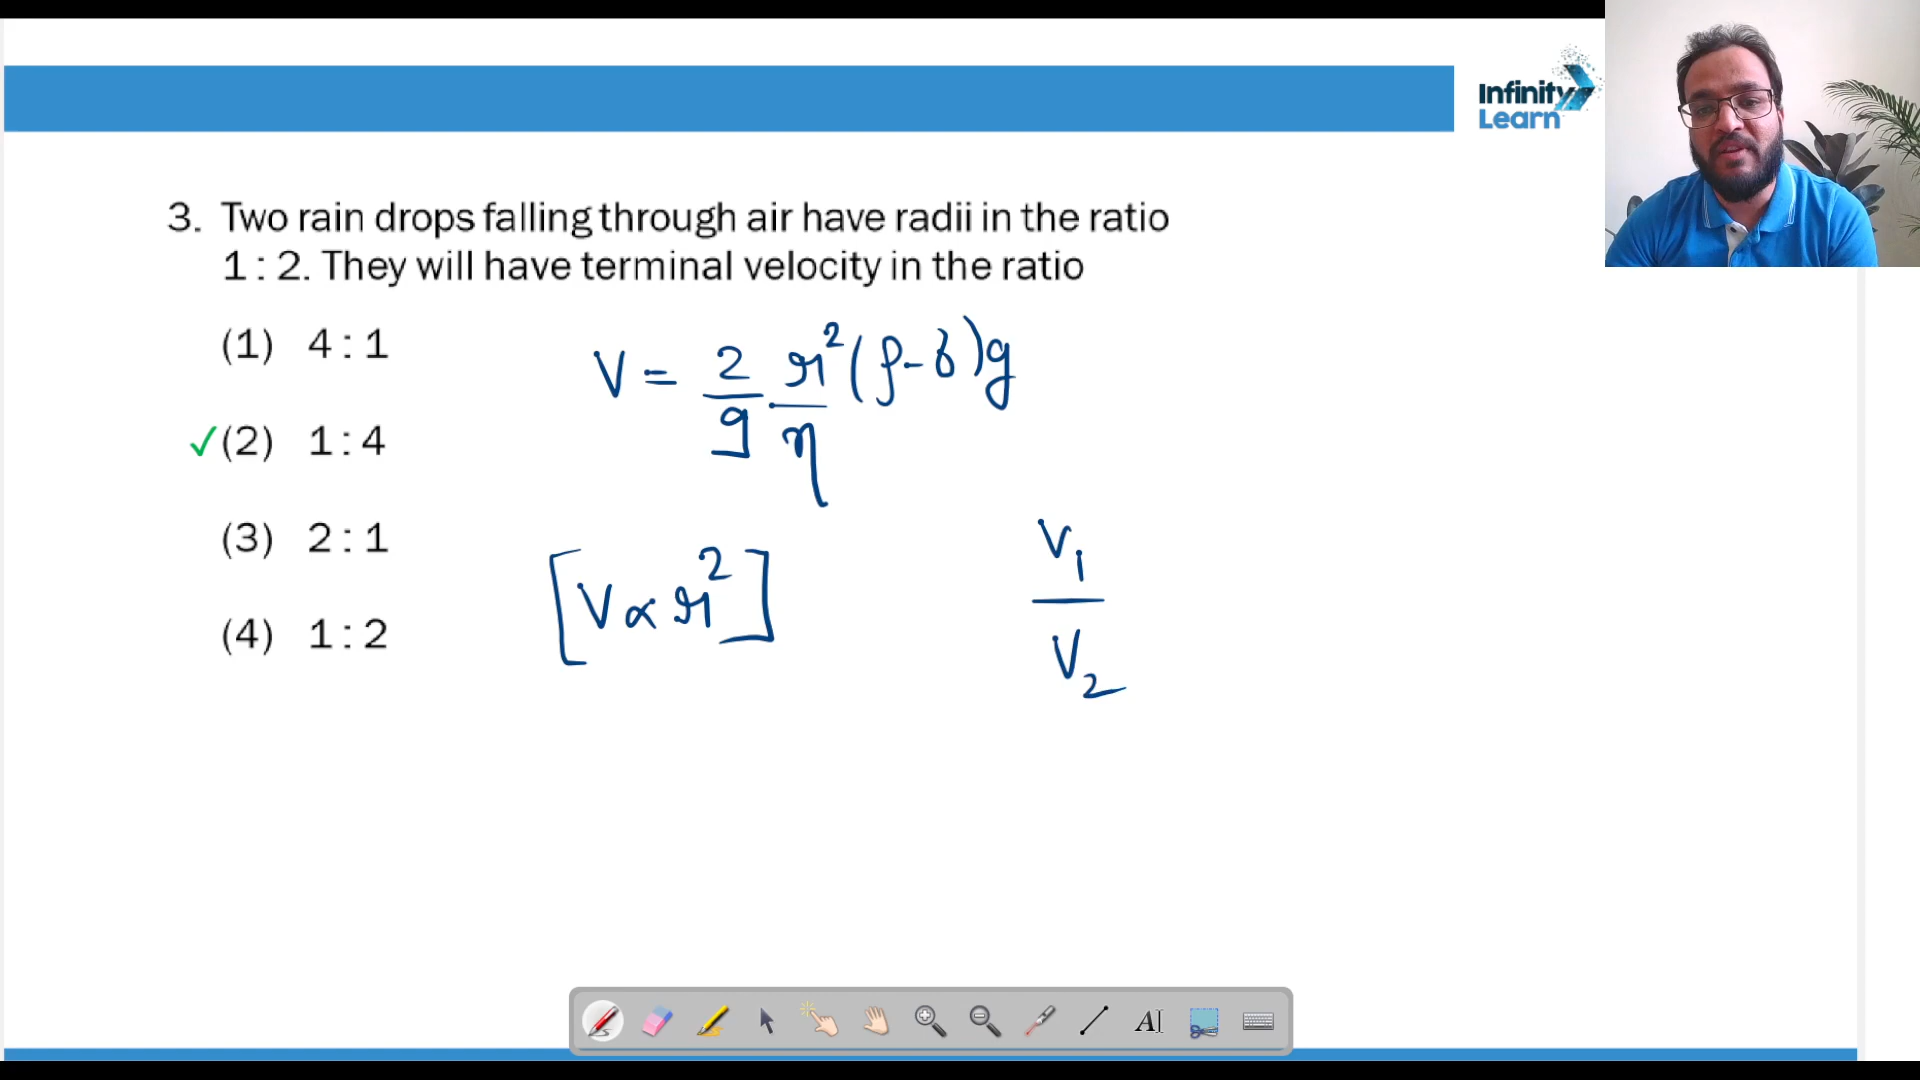 Infinity
Learn
3. Two rain drops falling through air have radii in the ratio
1 : 2. They will have terminal velocity in the ratio
(1) 4 : 1
✓(2) 1 : 4
(3) 2 : 1
(4) 1 : 2
V = 2/9 r²/η (ρ - σ)g
[V ∝ r²]
V₁
V₂
AI